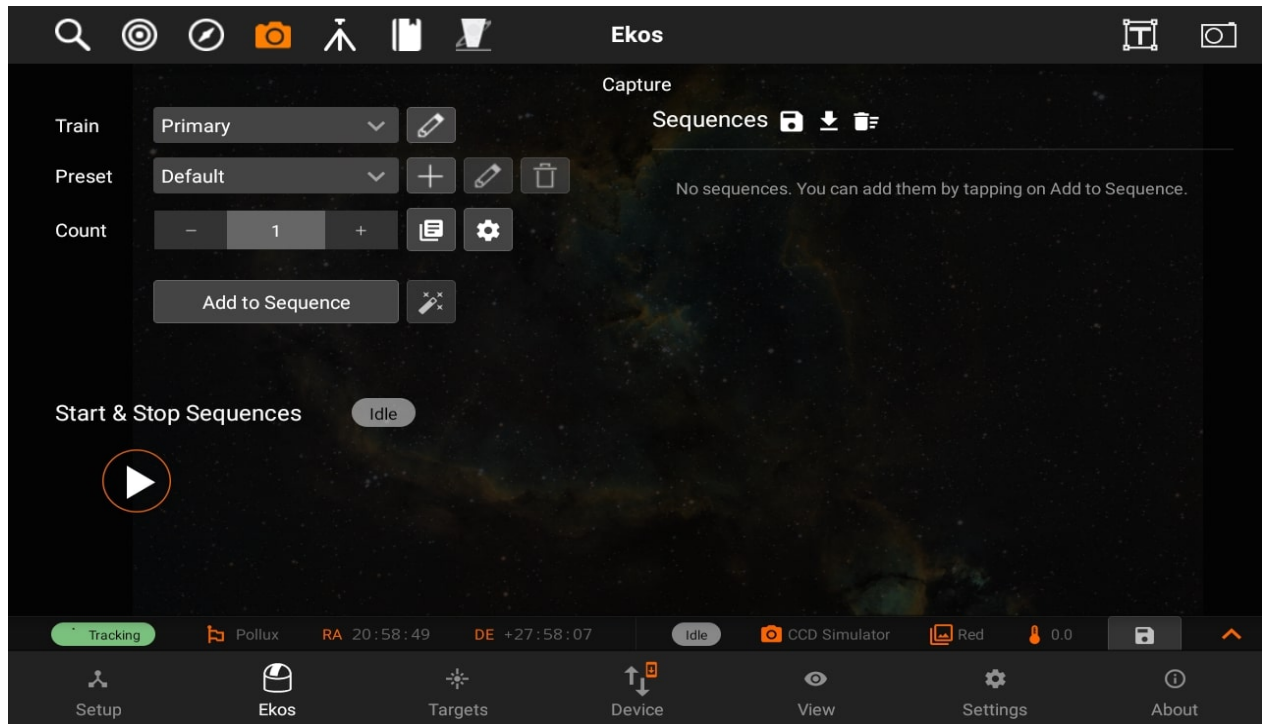 Ekos
Capture
Train Primary
Sequences
Preset Default
No sequences. You can add them by tapping on Add to Sequence.
Count - 1 +
Add to Sequence
Start & Stop Sequences Idle
Tracking Pollux RA 20:58:49 DE +27:58:07 Idle CCD Simulator Red 0.0
Setup Ekos Targets Device View Settings About